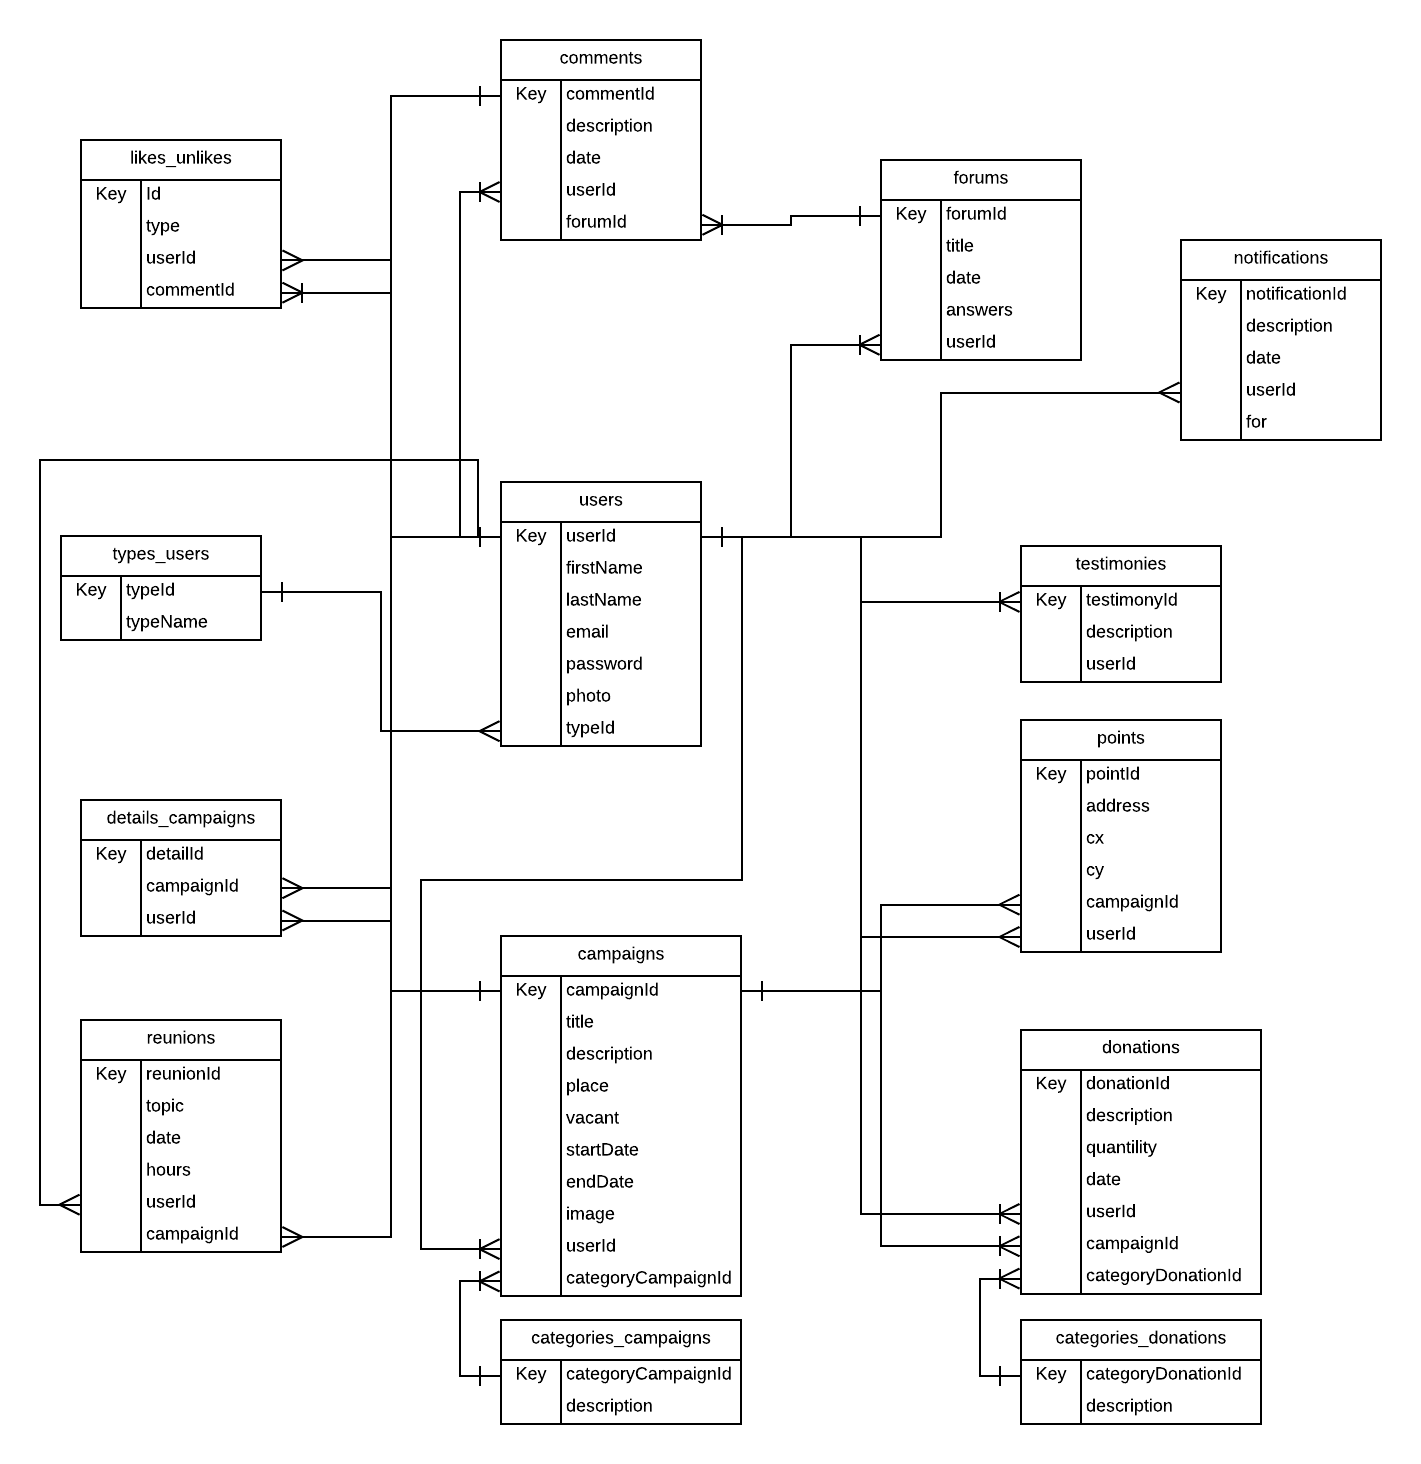 comments
Key commentId
description
date
userId
forumId
likes_unlikes
Key Id
type
userId
commentId
forums
Key forumId
title
date
answers
userId
notifications
Key notificationId
description
date
userId
for
users
Key userId
firstName
lastName
email
password
photo
typeId
types_users
Key typeId
typeName
testimonies
Key testimonyId
description
userId
points
Key pointId
address
cx
cy
campaignId
userId
details_campaigns
Key detailId
campaignId
userId
campaigns
Key campaignId
title
description
place
vacant
startDate
endDate
image
userId
categoryCampaignId
reunions
Key reunionId
topic
date
hours
userId
campaignId
donations
Key donationId
description
quantility
date
userId
campaignId
categoryDonationId
categories_campaigns
Key categoryCampaignId
description
categories_donations
Key categoryDonationId
description